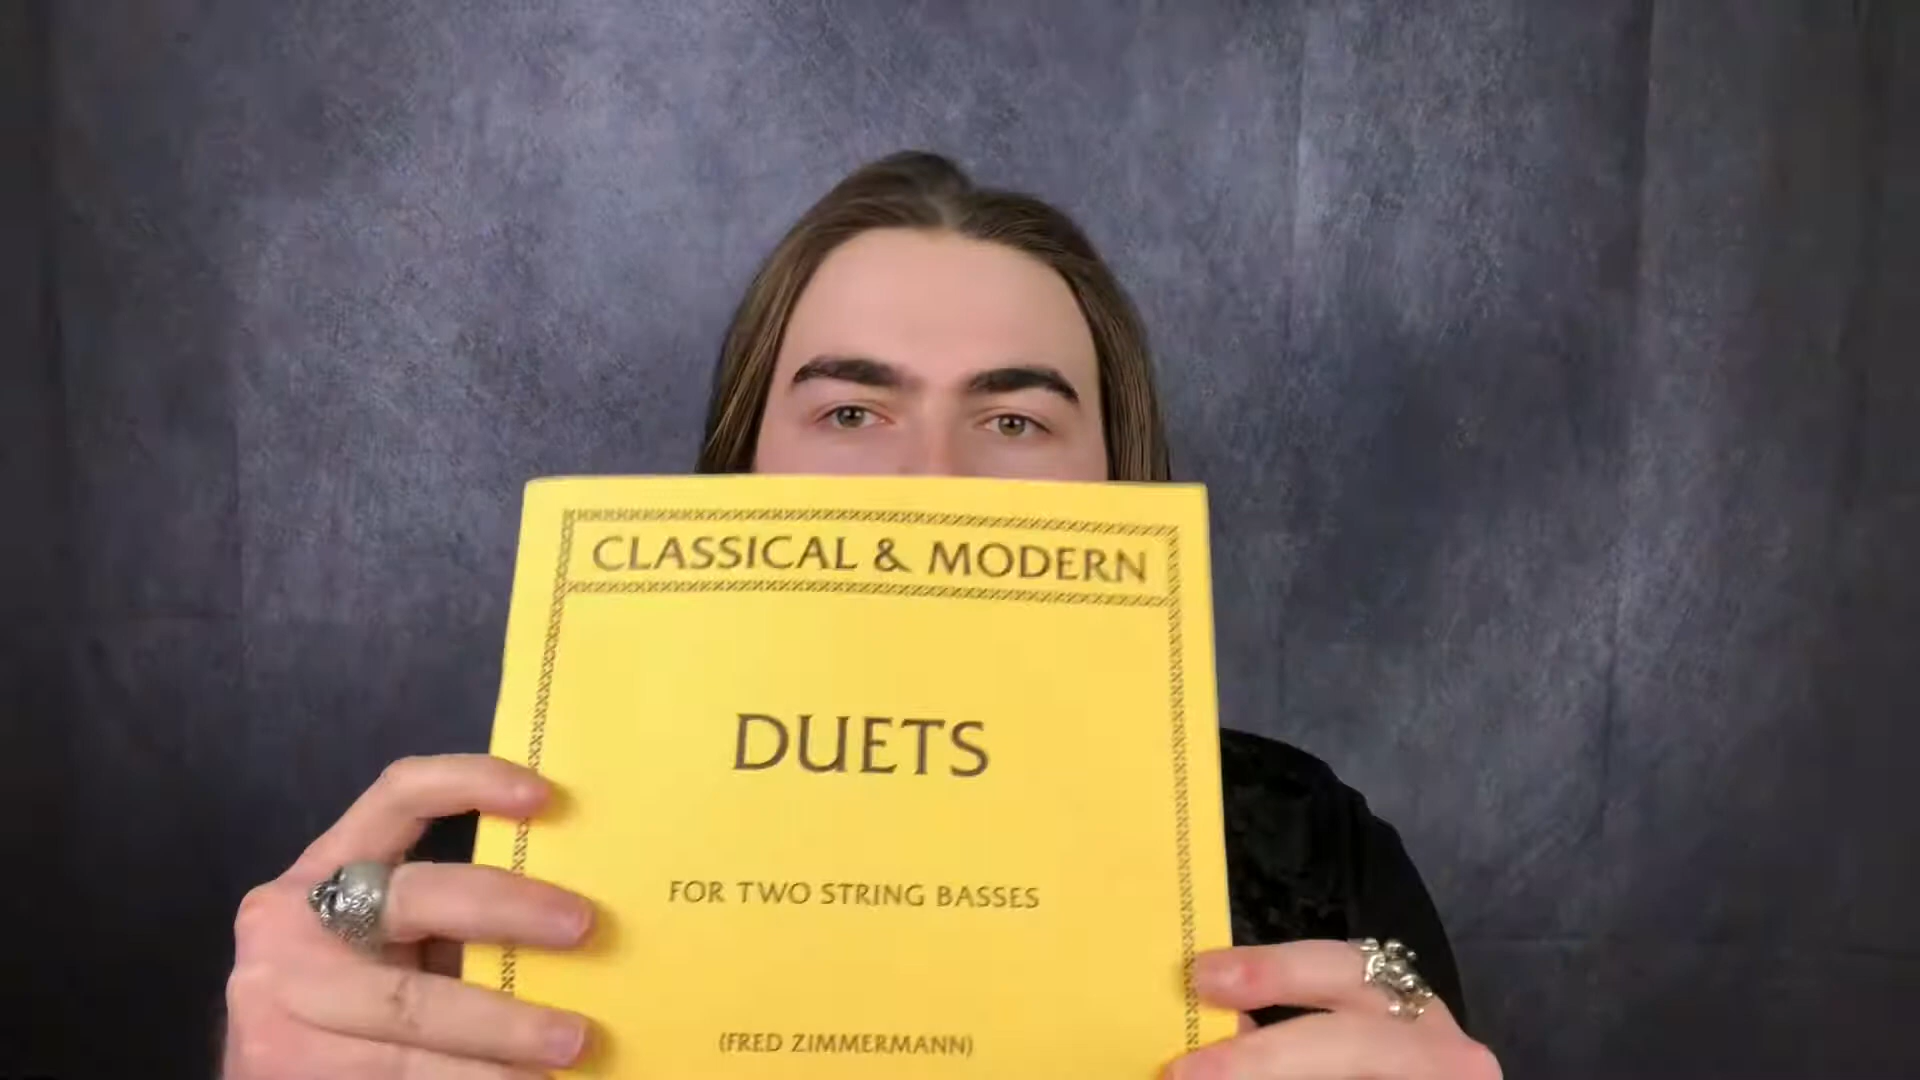 CLASSICAL & MODERN
DUETS
FOR TWO STRING BASSES
(FRED ZIMMERMANN)